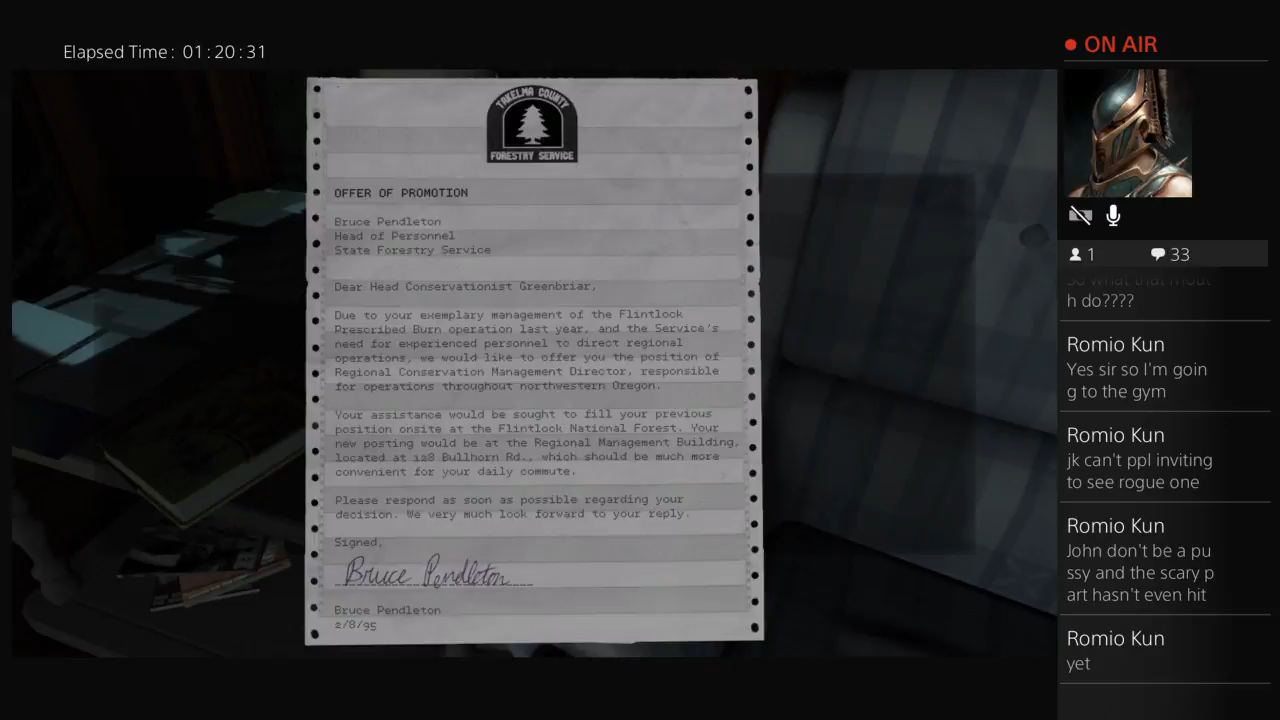 Elapsed Time: 01:20:31
ON AIR
TAKELMA COUNTY
FORESTRY SERVICE
OFFER OF PROMOTION
Bruce Pendleton
Head of Personnel
State Forestry Service
Dear Head Conservationist Greenbriar,
Due to your exemplary management of the Flintlock
Prescribed Burn operation last year, and the Service's
need for experienced personnel to direct regional
operations, we would like to offer you the position of
Regional Conservation Management Director, responsible
for operations throughout northwestern Oregon.
Your assistance would be sought to fill your previous
position onsite at the Flintlock National Forest. Your
new posting would be at the Regional Management Building,
located at 128 Bullhorn Rd., which should be much more
convenient for your daily commute.
Please respond as soon as possible regarding your
decision. We very much look forward to your reply.
Signed,
Bruce Pendleton
Bruce Pendleton
2/8/95
1
33
So what that mout
h do????
Romio Kun
Yes sir so I'm goin
g to the gym
Romio Kun
jk can't ppl inviting
to see rogue one
Romio Kun
John don't be a pu
ssy and the scary p
art hasn't even hit
Romio Kun
yet